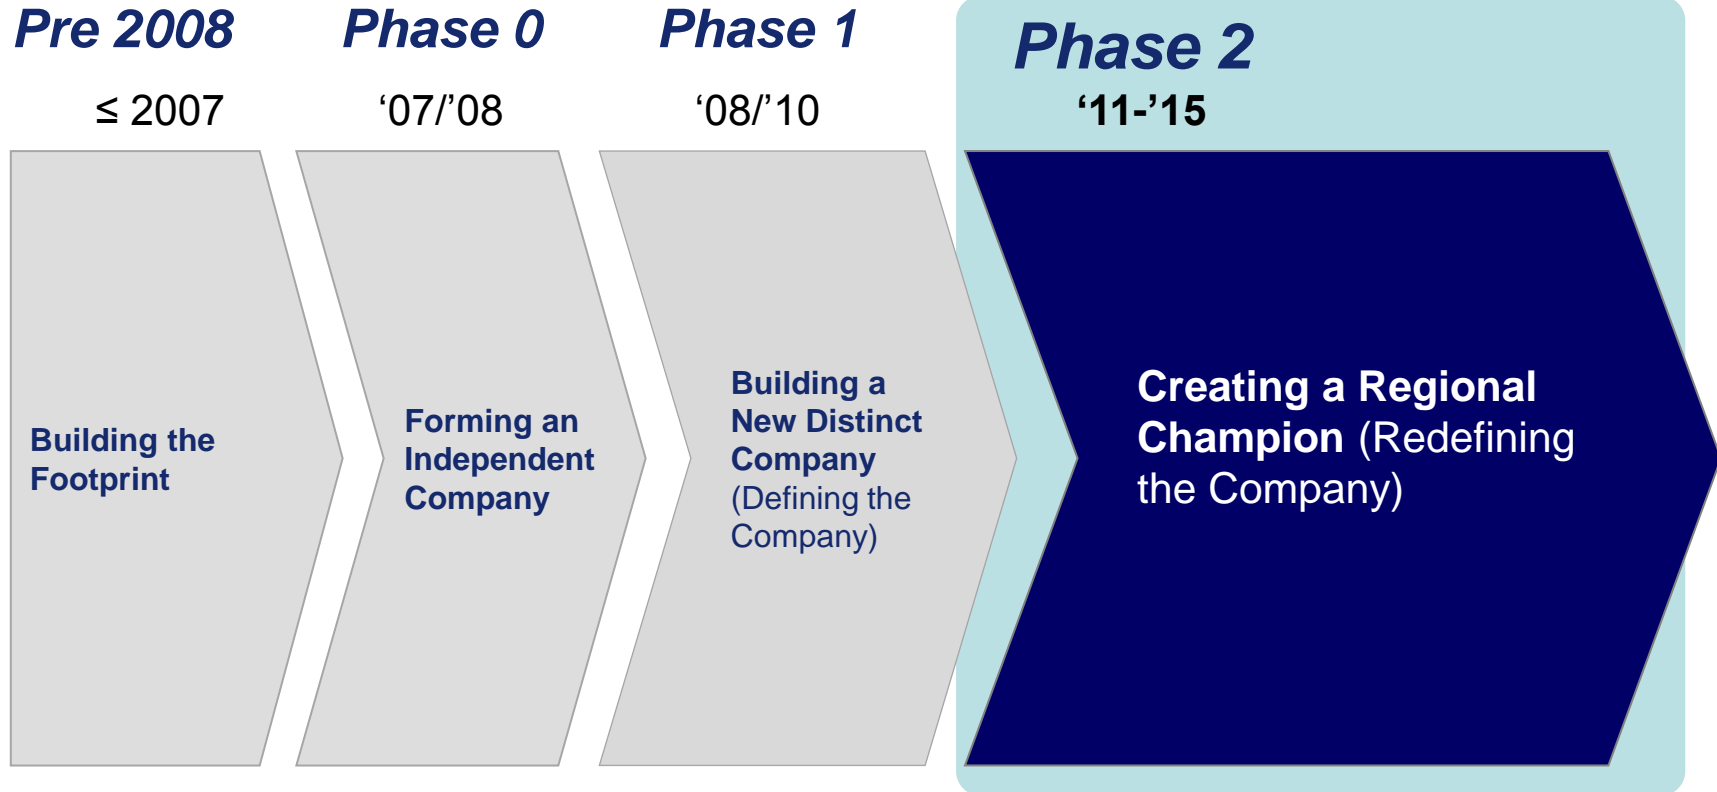 Pre 2008
≤ 2007
Building the
Footprint
Phase 0
‘07/’08
Forming an
Independent
Company
Phase 1
‘08/’10
Building a
New Distinct
Company
(Defining the
Company)
Phase 2
‘11-’15
Creating a Regional
Champion (Redefining
the Company)